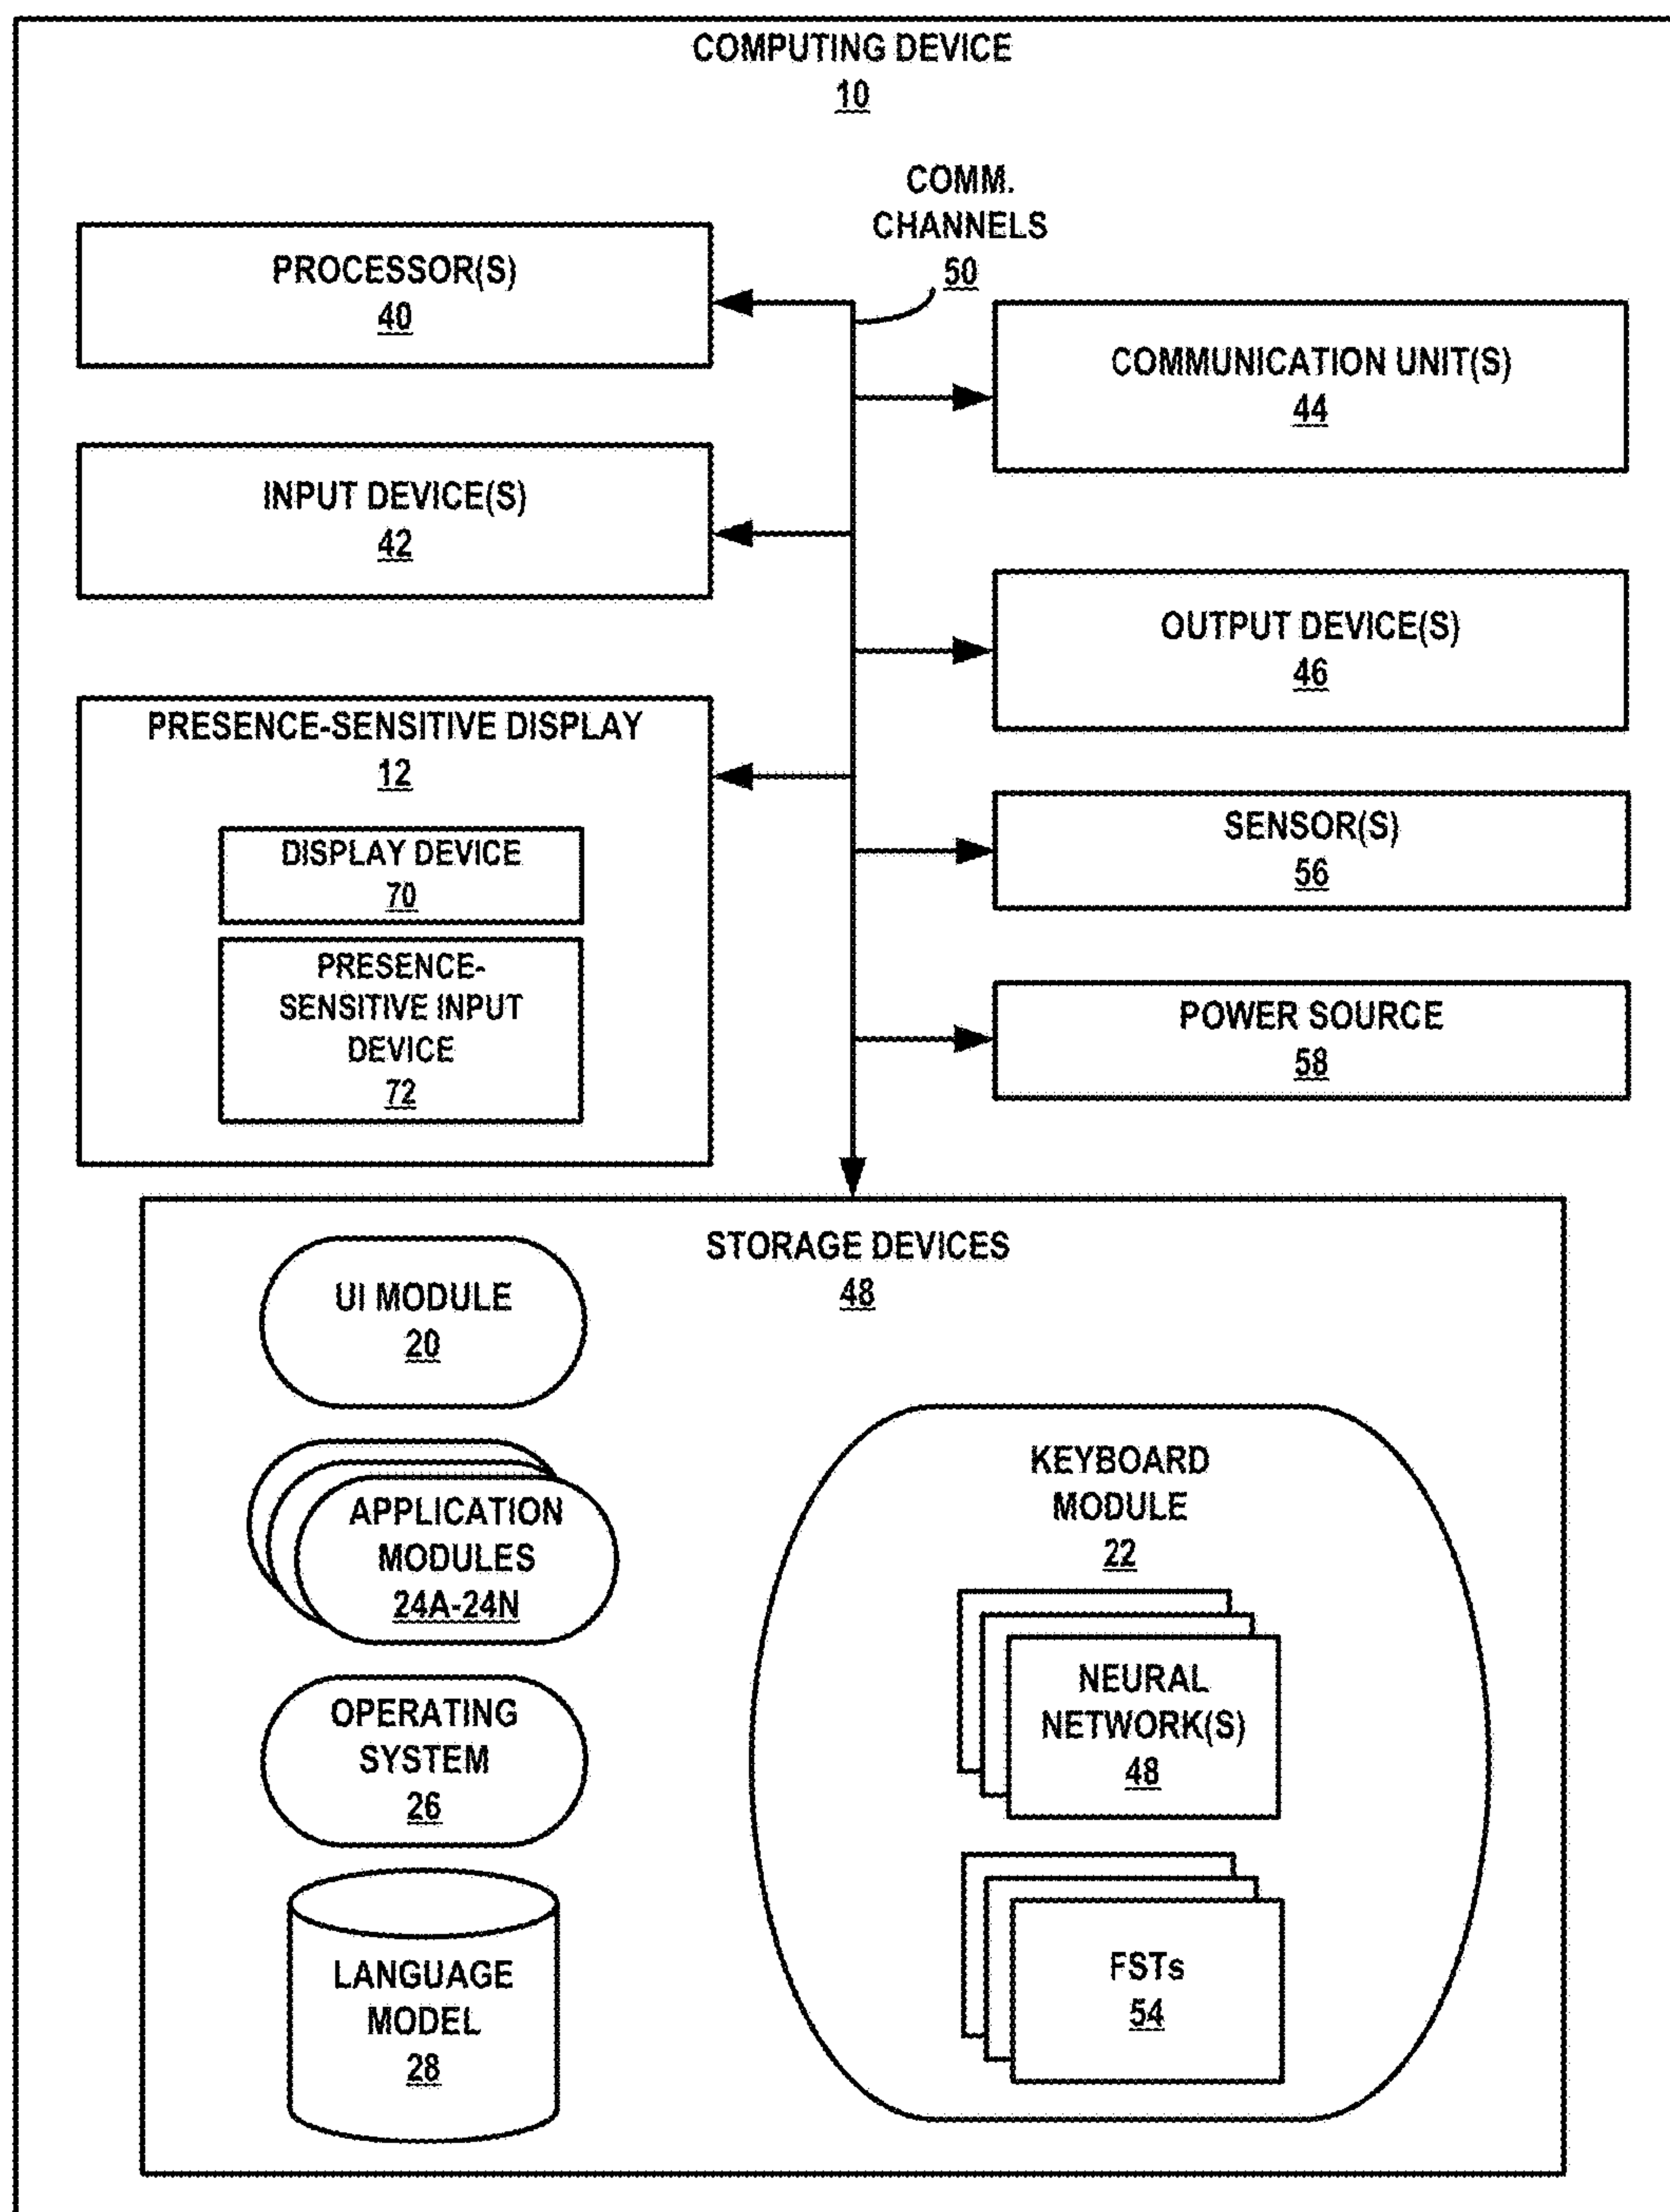 COMPUTING DEVICE
10
COMM.
CHANNELS
50
PROCESSOR(S)
40
COMMUNICATION UNIT(S)
44
INPUT DEVICE(S)
42
OUTPUT DEVICE(S)
46
PRESENCE-SENSITIVE DISPLAY
12
DISPLAY DEVICE
70
PRESENCE-
SENSITIVE INPUT
DEVICE
72
SENSOR(S)
56
POWER SOURCE
58
STORAGE DEVICES
48
UI MODULE
20
APPLICATION
MODULES
24A-24N
OPERATING
SYSTEM
26
LANGUAGE
MODEL
28
KEYBOARD
MODULE
22
NEURAL
NETWORK(S)
48
FSTs
54